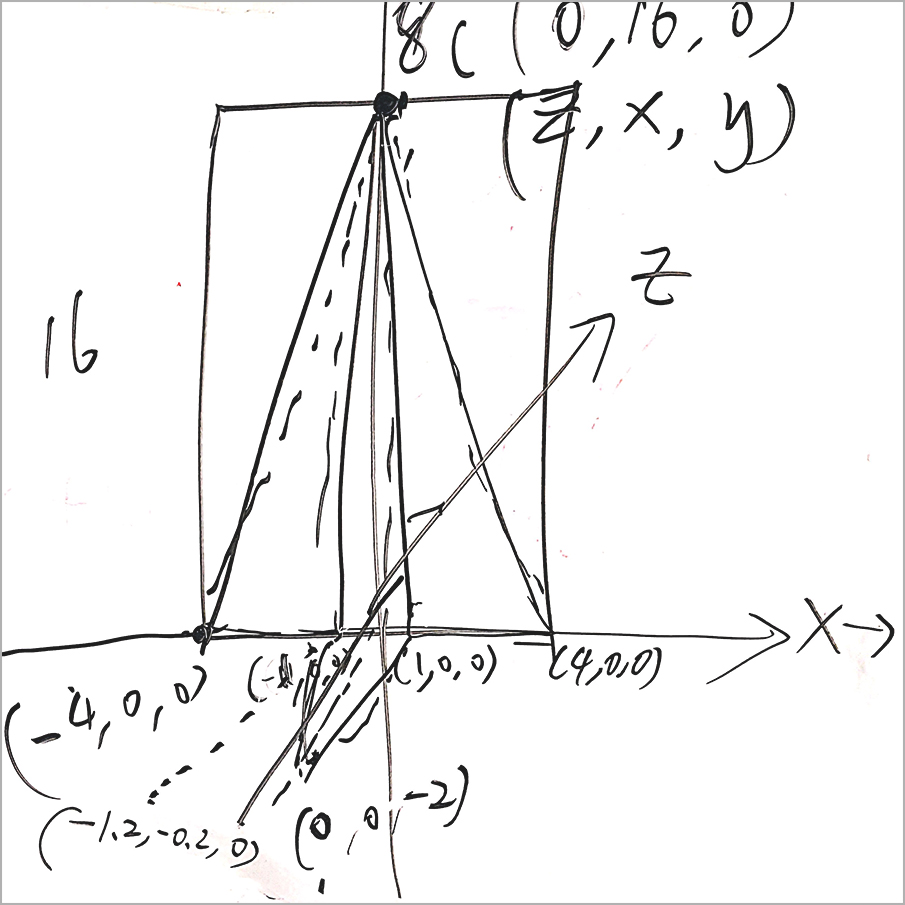 8 ( (0, 16, 0)
(z, x, y)
z
16
X→
(-4, 0, 0)
(1, 0, 0)
(4, 0, 0)
(-1.2, -0.2, 0)
(0, 0, -2)